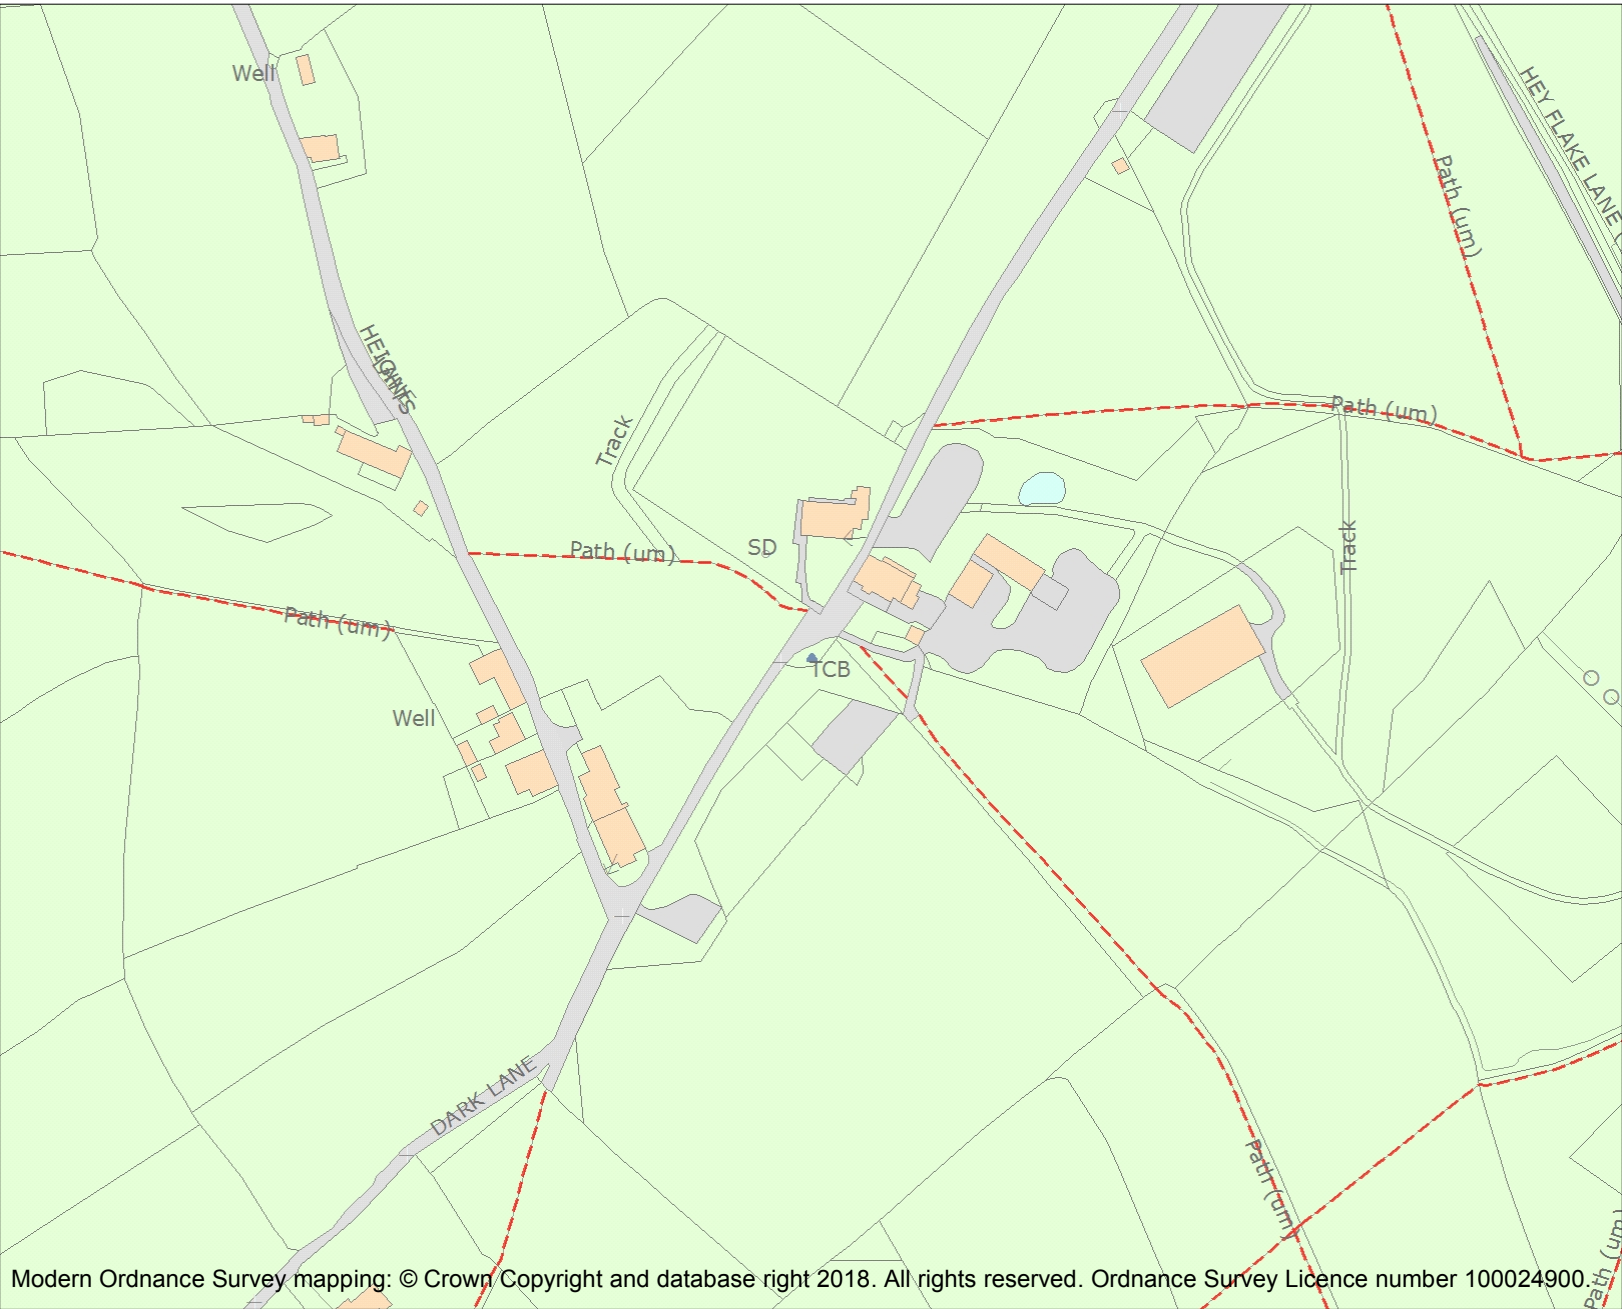 Well
HEY FLAKE LANE
Path (um)
HEIGHTS
LANE
Path (um)
Track
SD
Path (um)
Track
Path (um)
TCB
Well
DARK LANE
Path (um)
Path (um)
Modern Ordnance Survey mapping: © Crown Copyright and database right 2018. All rights reserved. Ordnance Survey Licence number 100024900.